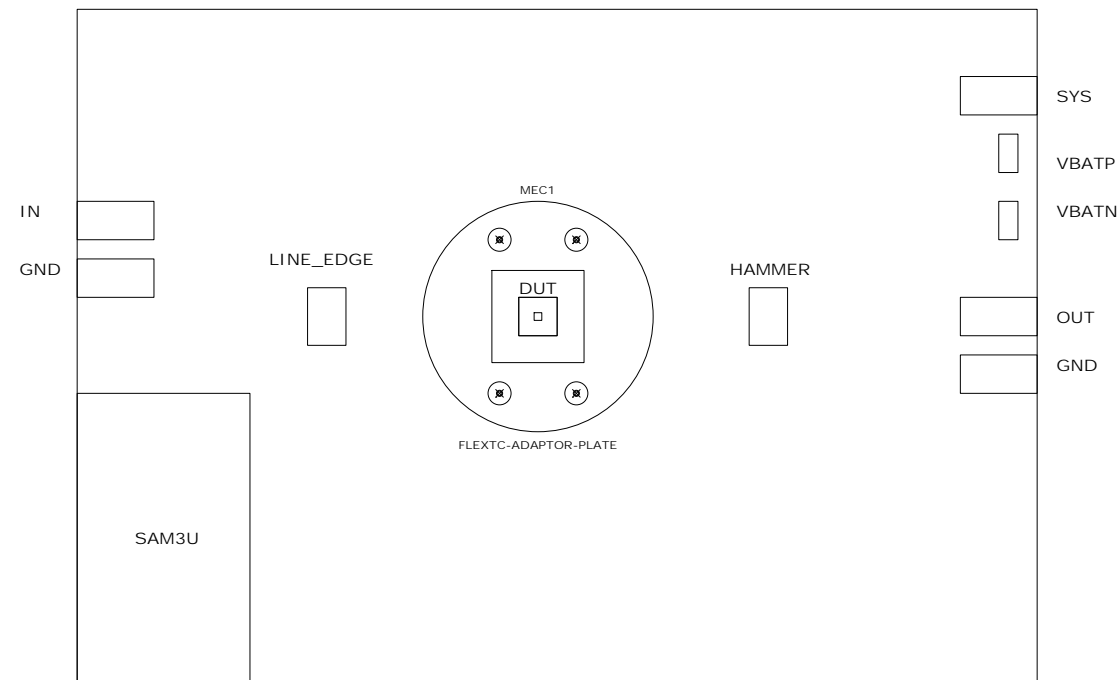 SYS
VBATP
MEC1
IN
VBATN
LINE_EDGE
HAMMER
GND
DUT
OUT
GND
FLEXTC-ADAPTOR-PLATE
SAM3U